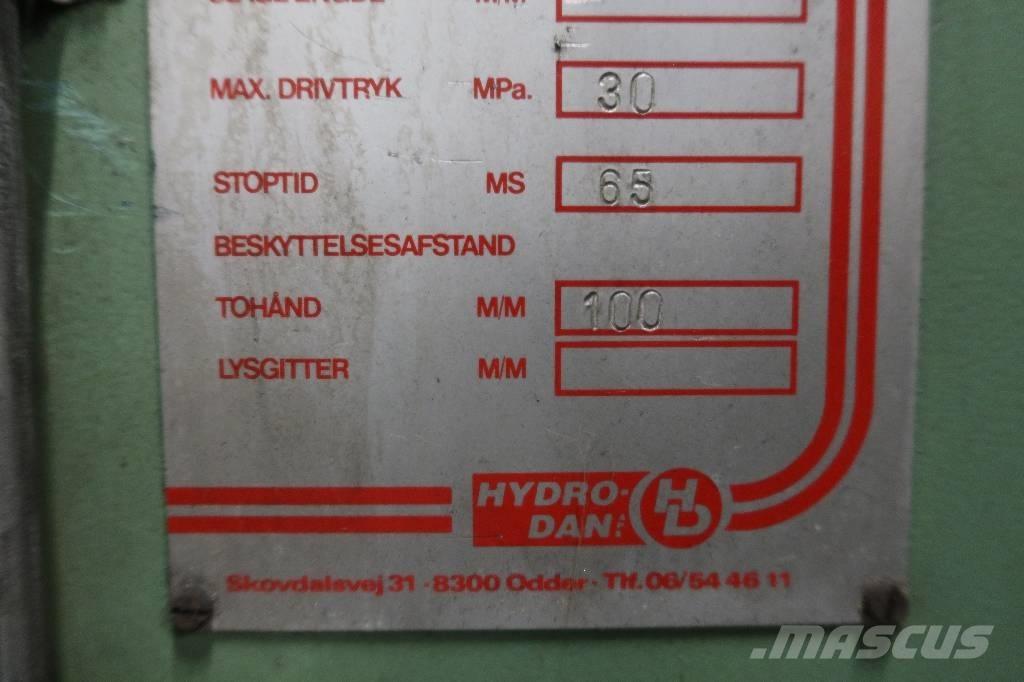 M/M
MAX. DRIVTRYK MPa. 30
STOPTID MS 65
BESKYTTELSESAFSTAND
TOHÅND M/M 100
LYSGITTER M/M
HYDRO-
DAN A/S
HD
Skovdalsvej 31 · 8300 Odder · Tlf. 06/54 46 11
MASCUS